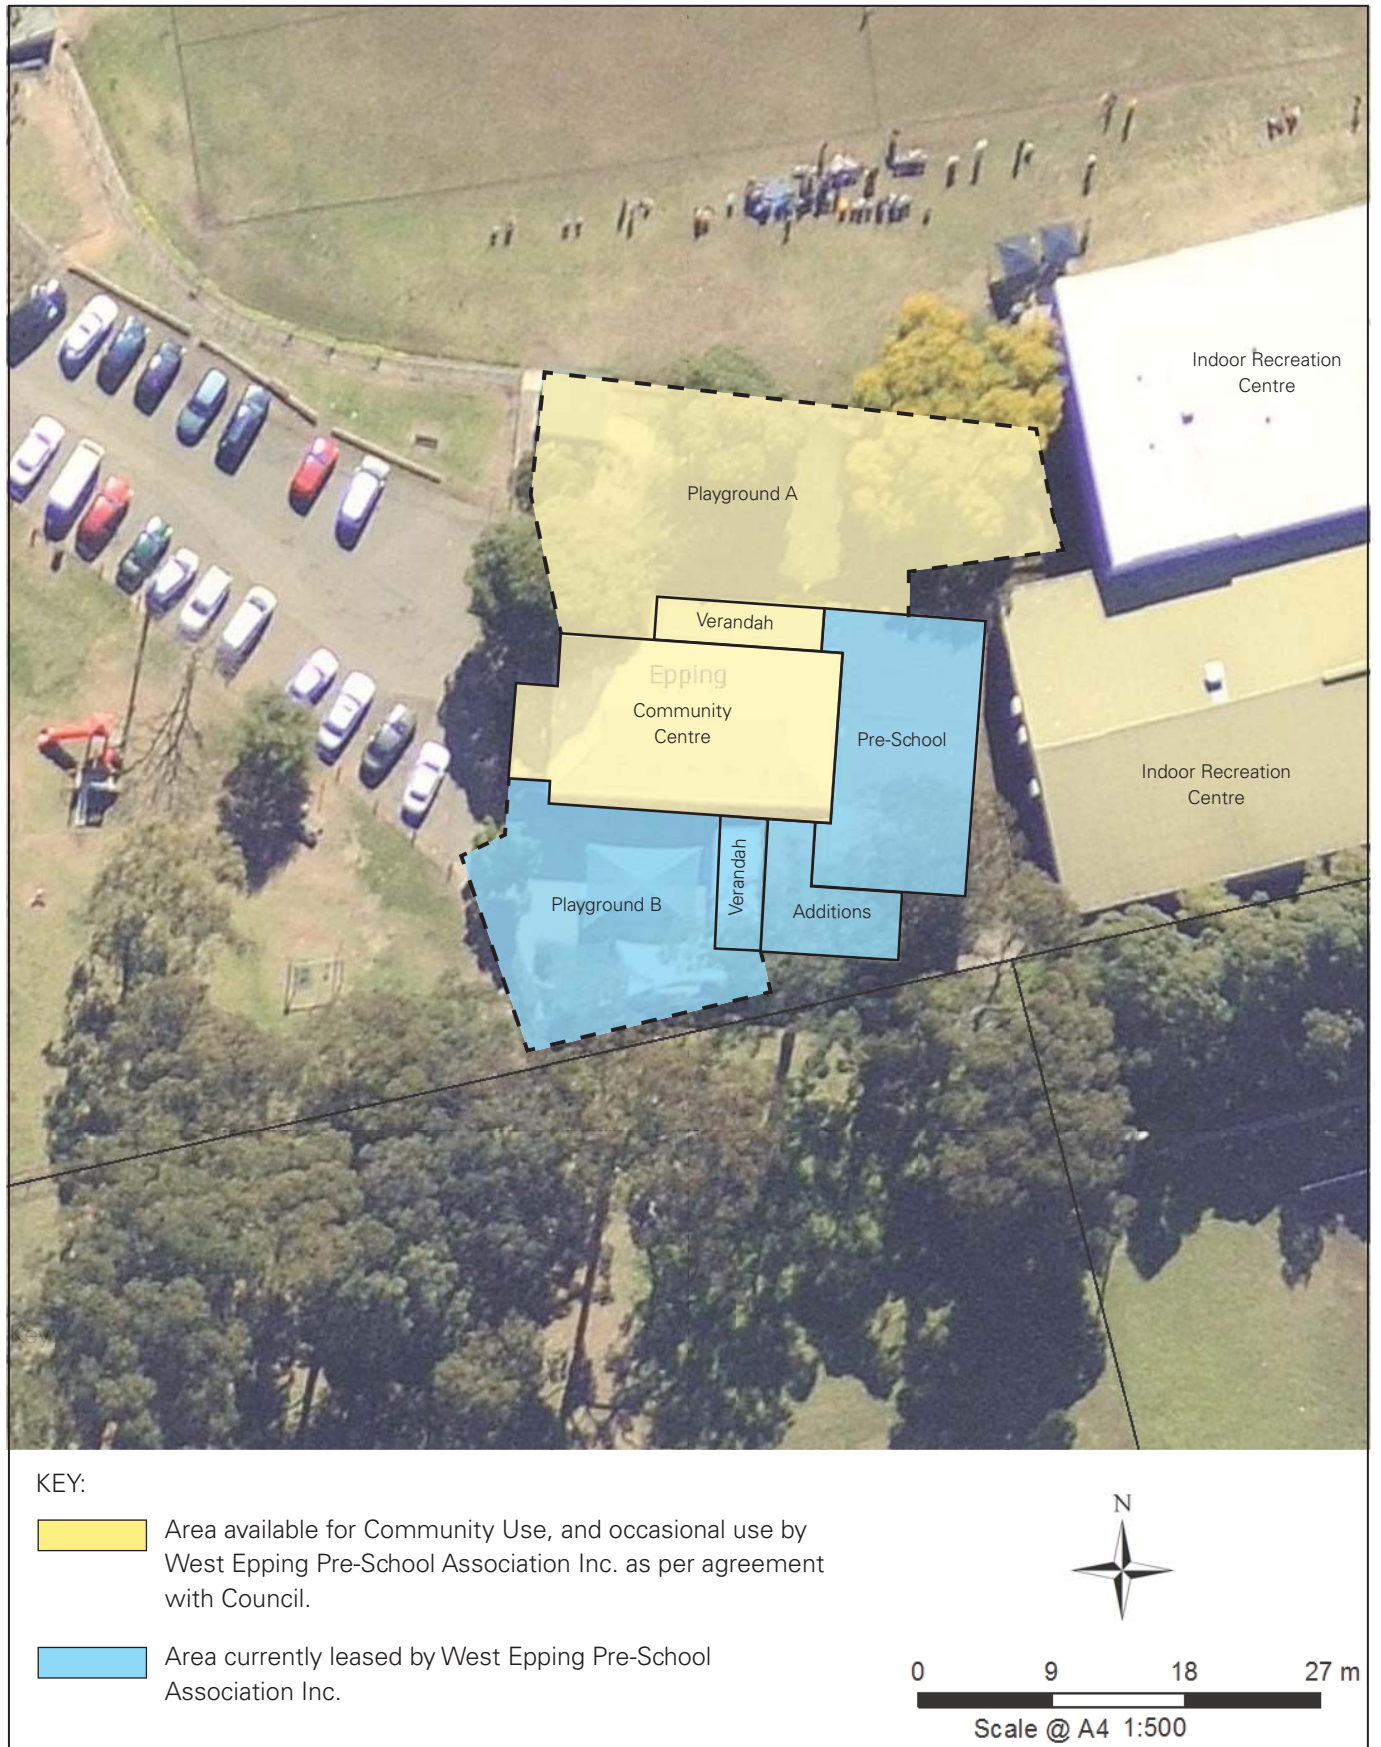 Indoor Recreation
Centre
Playground A
Verandah
Epping
Community
Centre
Pre-School
Indoor Recreation
Centre
Verandah
Playground B
Additions
Key
KEY:
Area available for Community Use, and occasional use by
West Epping Pre-School Association Inc. as per agreement
with Council.
Area currently leased by West Epping Pre-School
Association Inc.
N
0 9 18 27 m
Scale @ A4 1:500